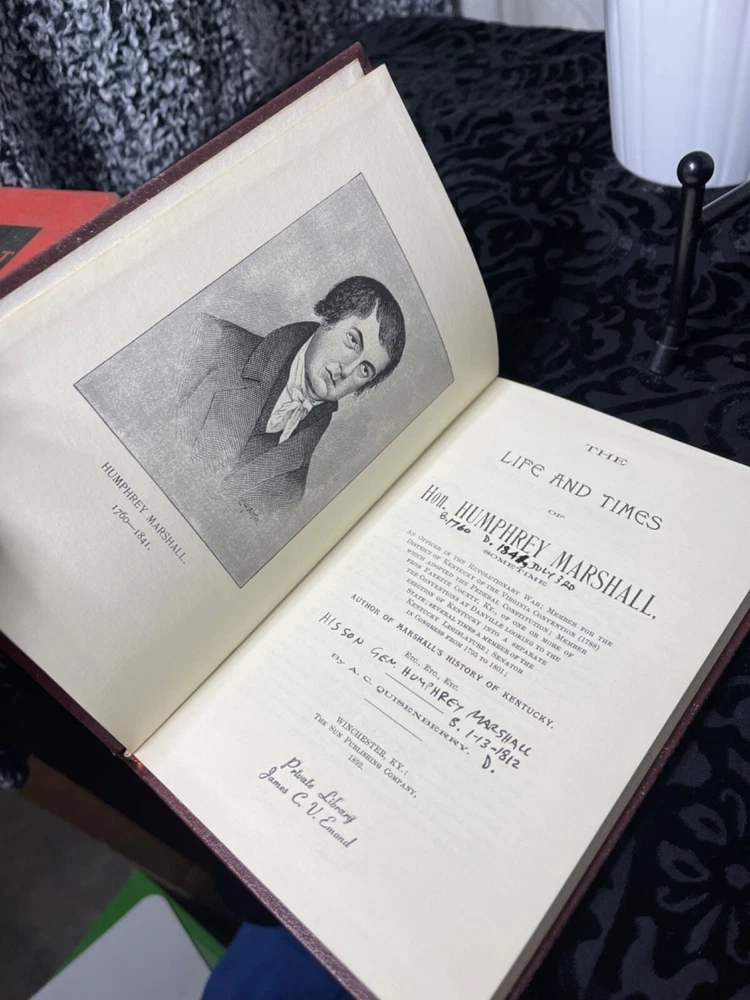 HUMPHREY MARSHALL.
1760—1841.
THE
LIFE AND TIMES
OF
Hon. HUMPHREY MARSHALL,
B. 1760 D. 1842, JULY 3RD
SOMETIME
AN OFFICER IN THE REVOLUTIONARY WAR; MEMBER FOR THE
DISTRICT OF KENTUCKY OF THE VIRGINIA CONVENTION (1788)
WHICH ADOPTED THE FEDERAL CONSTITUTION; MEMBER
FROM FAYETTE COUNTY, KY., OF ONE OR MORE OF
THE CONVENTIONS AT DANVILLE LOOKING TO THE
ERECTION OF KENTUCKY INTO A SEPARATE
STATE; SEVERAL TIMES A MEMBER OF THE
KENTUCKY LEGISLATURE; SENATOR
IN CONGRESS FROM 1795 TO 1801;
AUTHOR OF MARSHALL'S HISTORY OF KENTUCKY,
ETC., ETC., ETC.
HIS SON GEN. HUMPHREY MARSHALL
B. 1-13-1812
D.
BY A. C. QUISENBERRY.
WINCHESTER, KY.:
THE SUN PUBLISHING COMPANY,
1892.
Private Library
James C. V. Emond